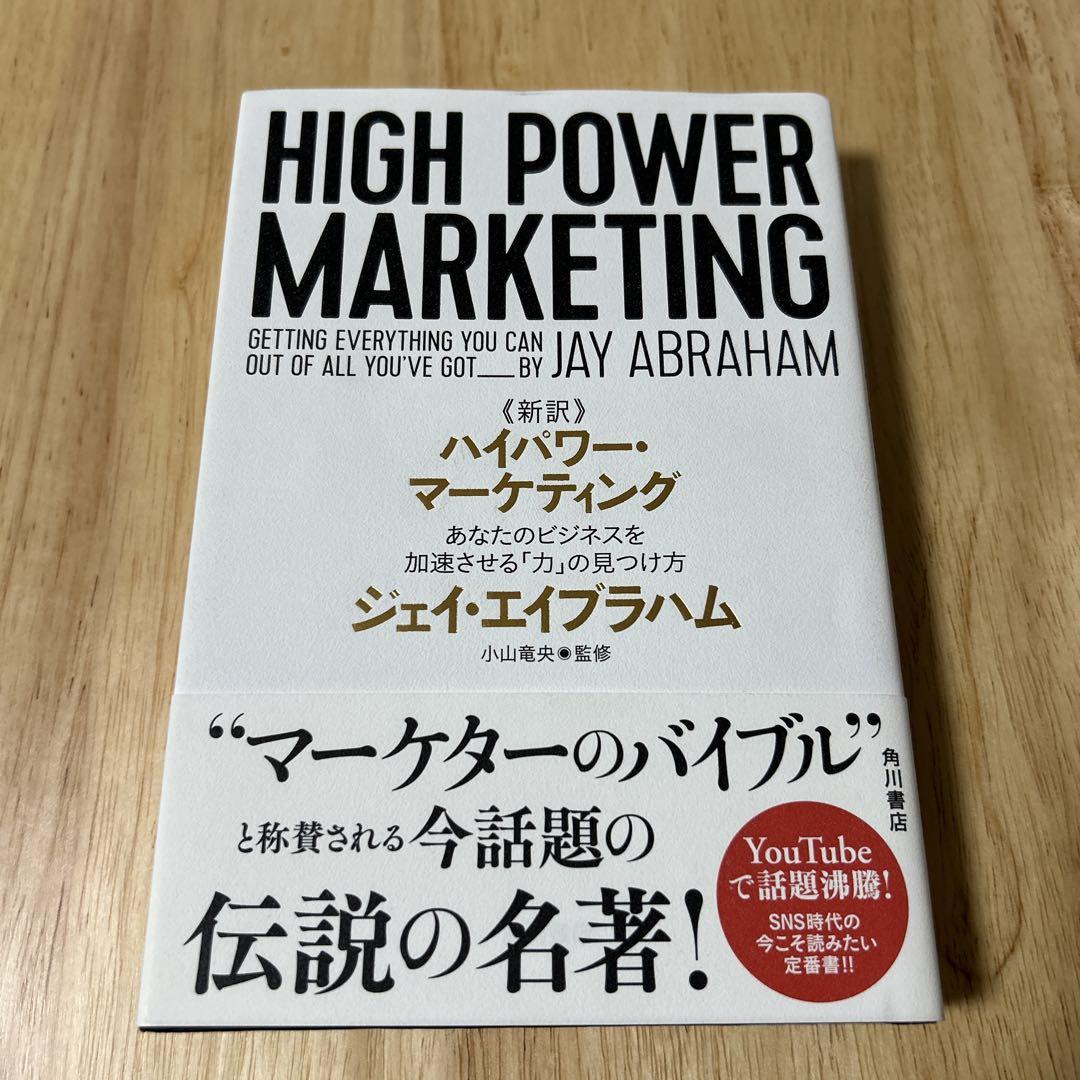 HIGH POWER
MARKETING
GETTING EVERYTHING YOU CAN
OUT OF ALL YOU'VE GOT___BY JAY ABRAHAM
《新訳》
ハイパワー・
マーケティング
あなたのビジネスを
加速させる「力」の見つけ方
ジェイ・エイブラハム
小山竜央◉監修
“マーケターのバイブル”
と称賛される今話題の
伝説の名著!
角川書店
YouTube
で話題沸騰!
SNS時代の
今こそ読みたい
定番書!!